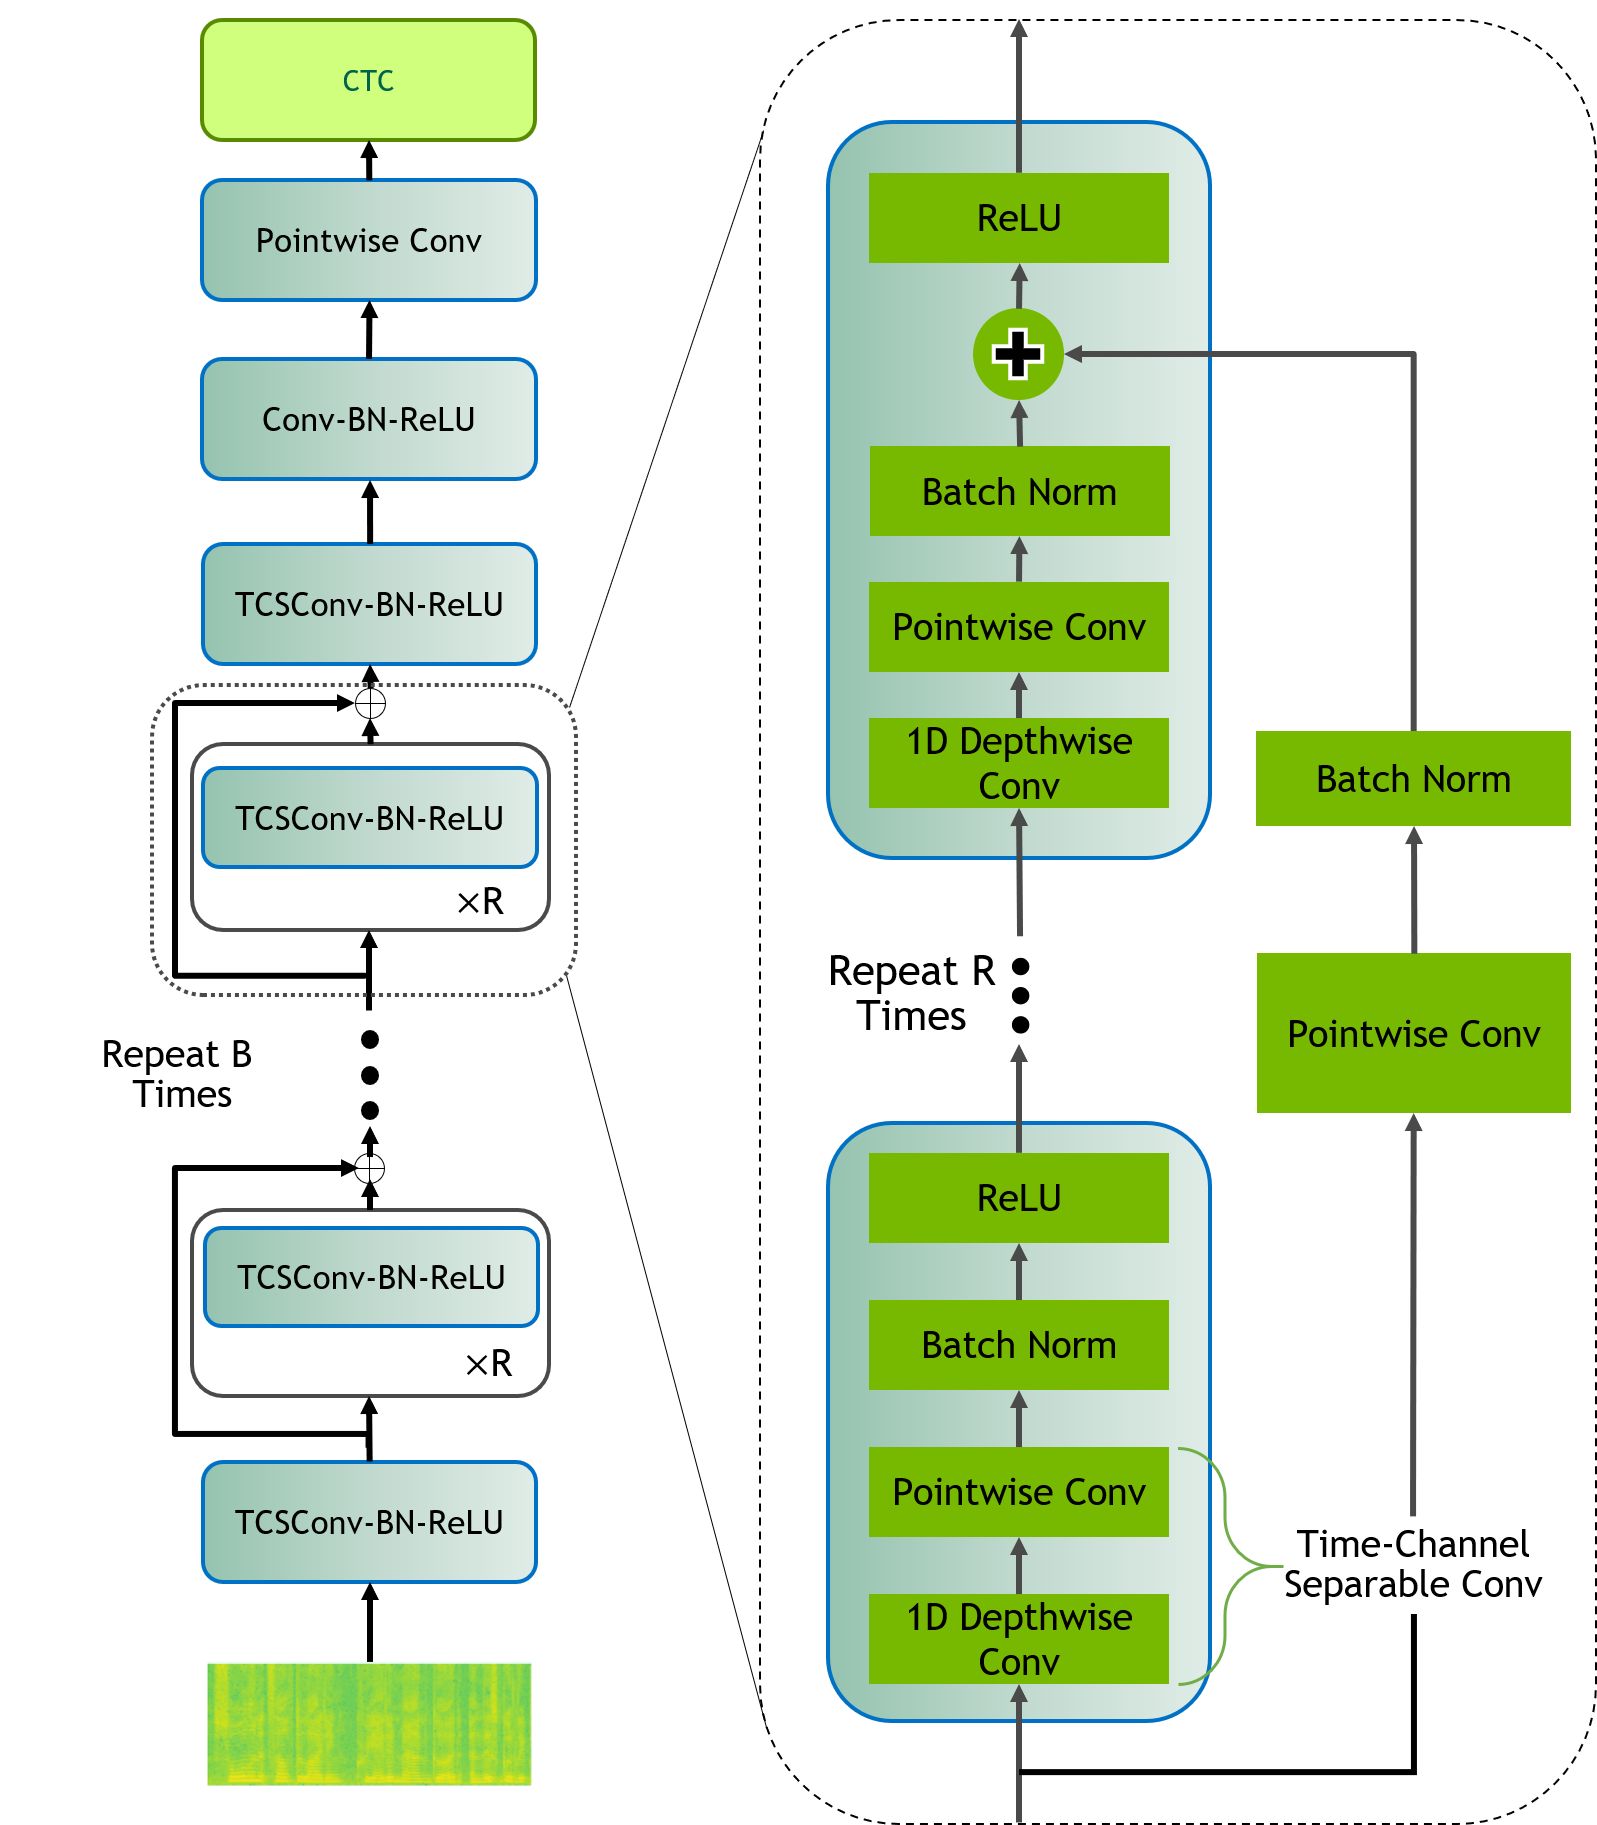 CTC
Pointwise Conv
Conv-BN-ReLU
TCSConv-BN-ReLU
TCSConv-BN-ReLU
×R
Repeat B
Times
TCSConv-BN-ReLU
×R
TCSConv-BN-ReLU
ReLU
Batch Norm
Pointwise Conv
1D Depthwise
Conv
Repeat R
Times
ReLU
Batch Norm
Pointwise Conv
1D Depthwise
Conv
Batch Norm
Pointwise Conv
Time-Channel
Separable Conv